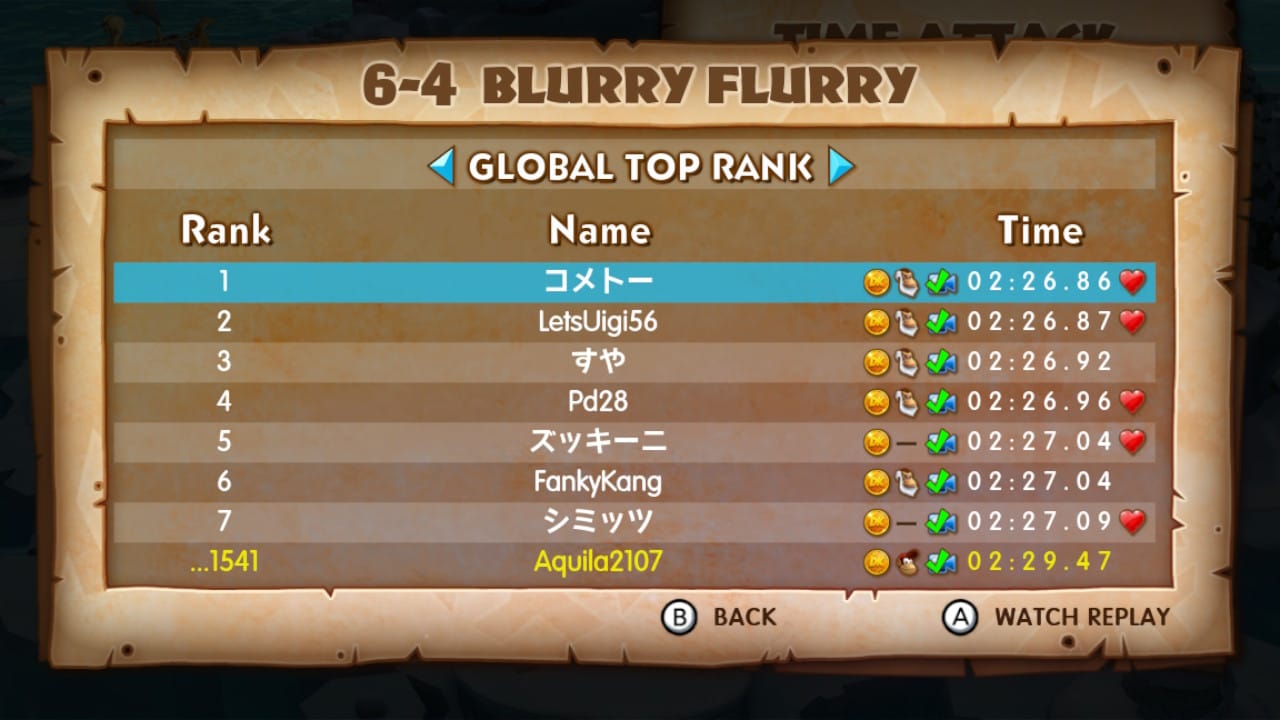 TIME ATTACK
6-4 BLURRY FLURRY
GLOBAL TOP RANK
Rank Name Time
1 コメトー 02:26.86
2 LetsUigi56 02:26.87
3 すや 02:26.92
4 Pd28 02:26.96
5 ズッキーニ 02:27.04
6 FankyKang 02:27.04
7 シミッツ 02:27.09
...1541 Aquila2107 02:29.47
B BACK A WATCH REPLAY